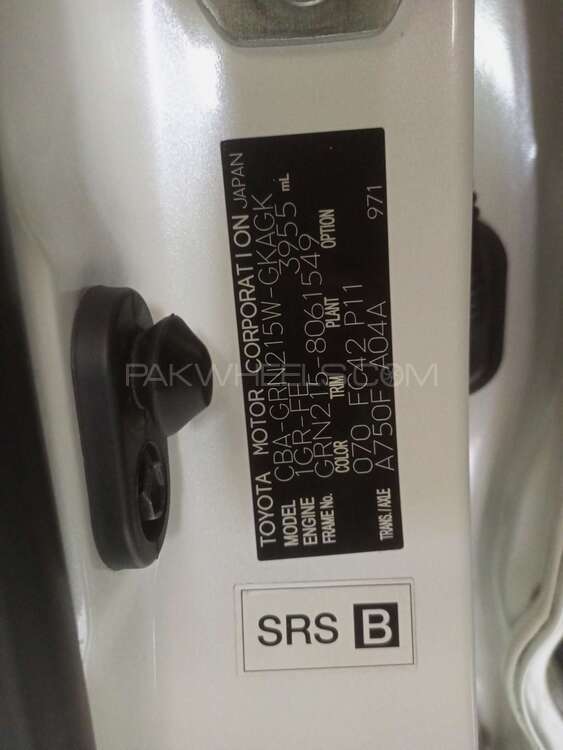 TOYOTA MOTOR CORPORATION JAPAN
MODEL CBA-GRN215W-GKAGK
ENGINE 1GR-FE 3955 mL
FRAME No. GRN215-8061549
COLOR TRIM PLANT OPTION
070 FC42 P11
TRANS./AXLE A750F A04A 971
SRS B
PAKWHEELS.COM